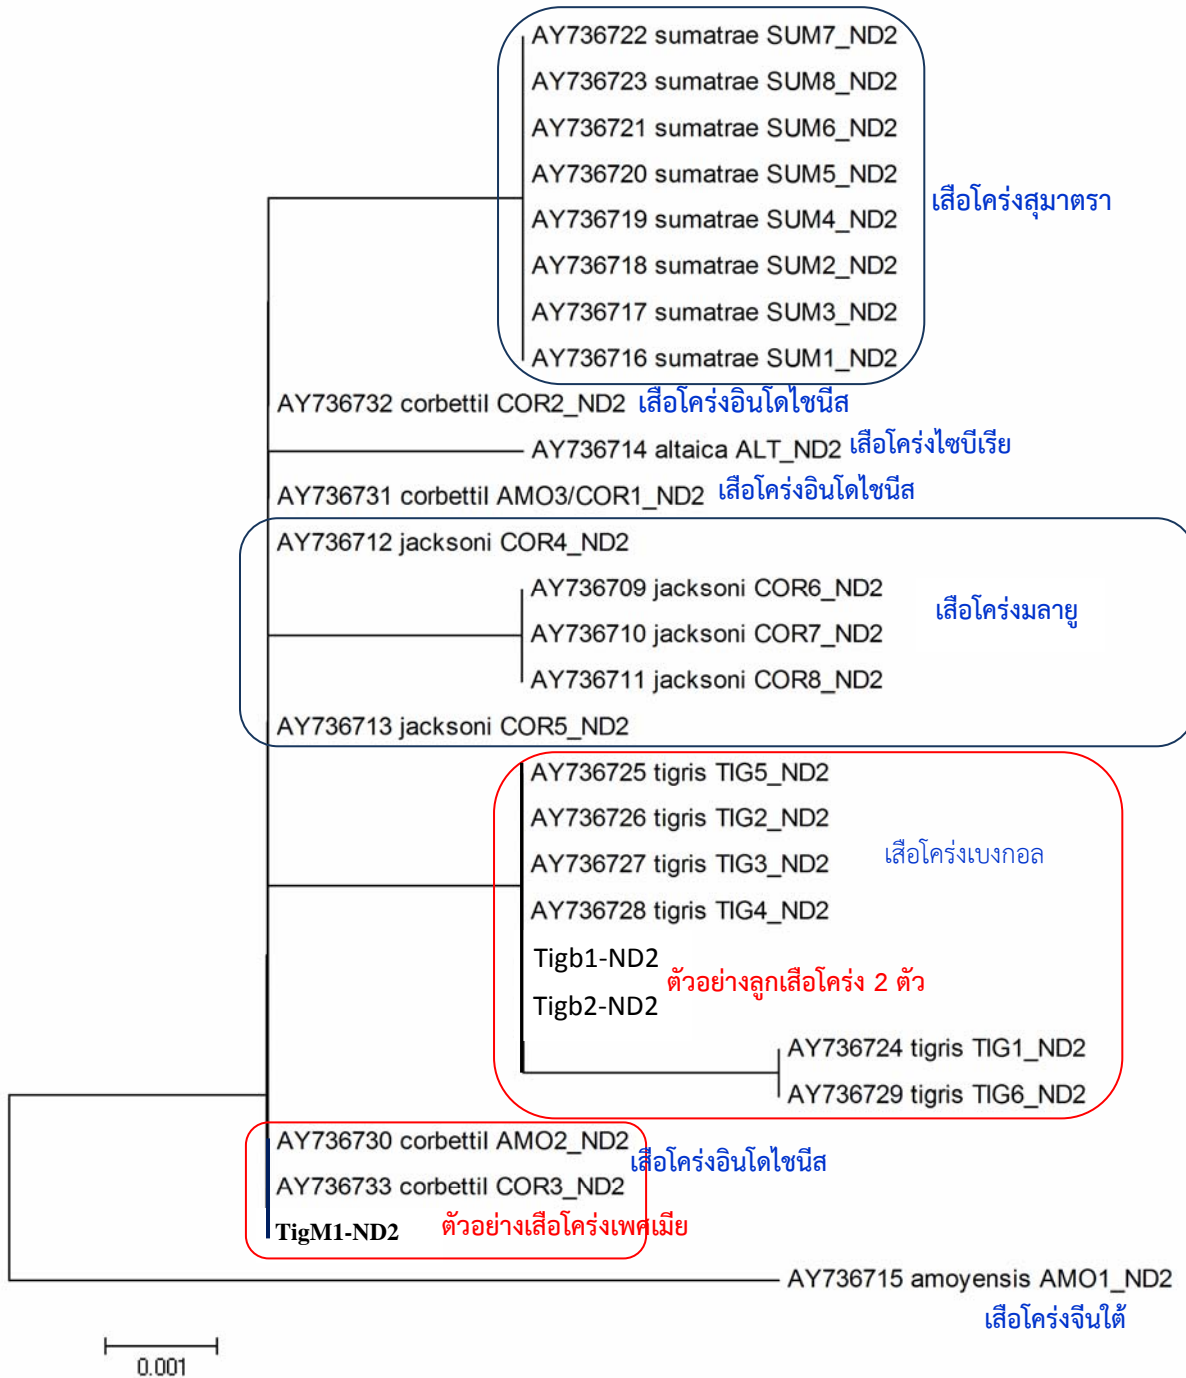 AY736722 sumatrae SUM7_ND2
AY736723 sumatrae SUM8_ND2
AY736721 sumatrae SUM6_ND2
AY736720 sumatrae SUM5_ND2
เสือโคร่งสุมาตรา
AY736719 sumatrae SUM4_ND2
AY736718 sumatrae SUM2_ND2
AY736717 sumatrae SUM3_ND2
AY736716 sumatrae SUM1_ND2
AY736732 corbettiI COR2_ND2 เสือโคร่งอินโดไชนีส
AY736714 altaica ALT_ND2 เสือโคร่งไซบีเรีย
AY736731 corbettiI AMO3/COR1_ND2 เสือโคร่งอินโดไชนีส
AY736712 jacksoni COR4_ND2
AY736709 jacksoni COR6_ND2
เสือโคร่งมลายู
AY736710 jacksoni COR7_ND2
AY736711 jacksoni COR8_ND2
AY736713 jacksoni COR5_ND2
AY736725 tigris TIG5_ND2
AY736726 tigris TIG2_ND2
เสือโคร่งเบงกอล
AY736727 tigris TIG3_ND2
AY736728 tigris TIG4_ND2
Tigb1-ND2
ตัวอย่างลูกเสือโคร่ง 2 ตัว
Tigb2-ND2
AY736724 tigris TIG1_ND2
AY736729 tigris TIG6_ND2
AY736730 corbettiI AMO2_ND2
เสือโคร่งอินโดไชนีส
AY736733 corbettiI COR3_ND2
TigM1-ND2 ตัวอย่างเสือโคร่งเพศเมีย
AY736715 amoyensis AMO1_ND2
เสือโคร่งจีนใต้
0.001